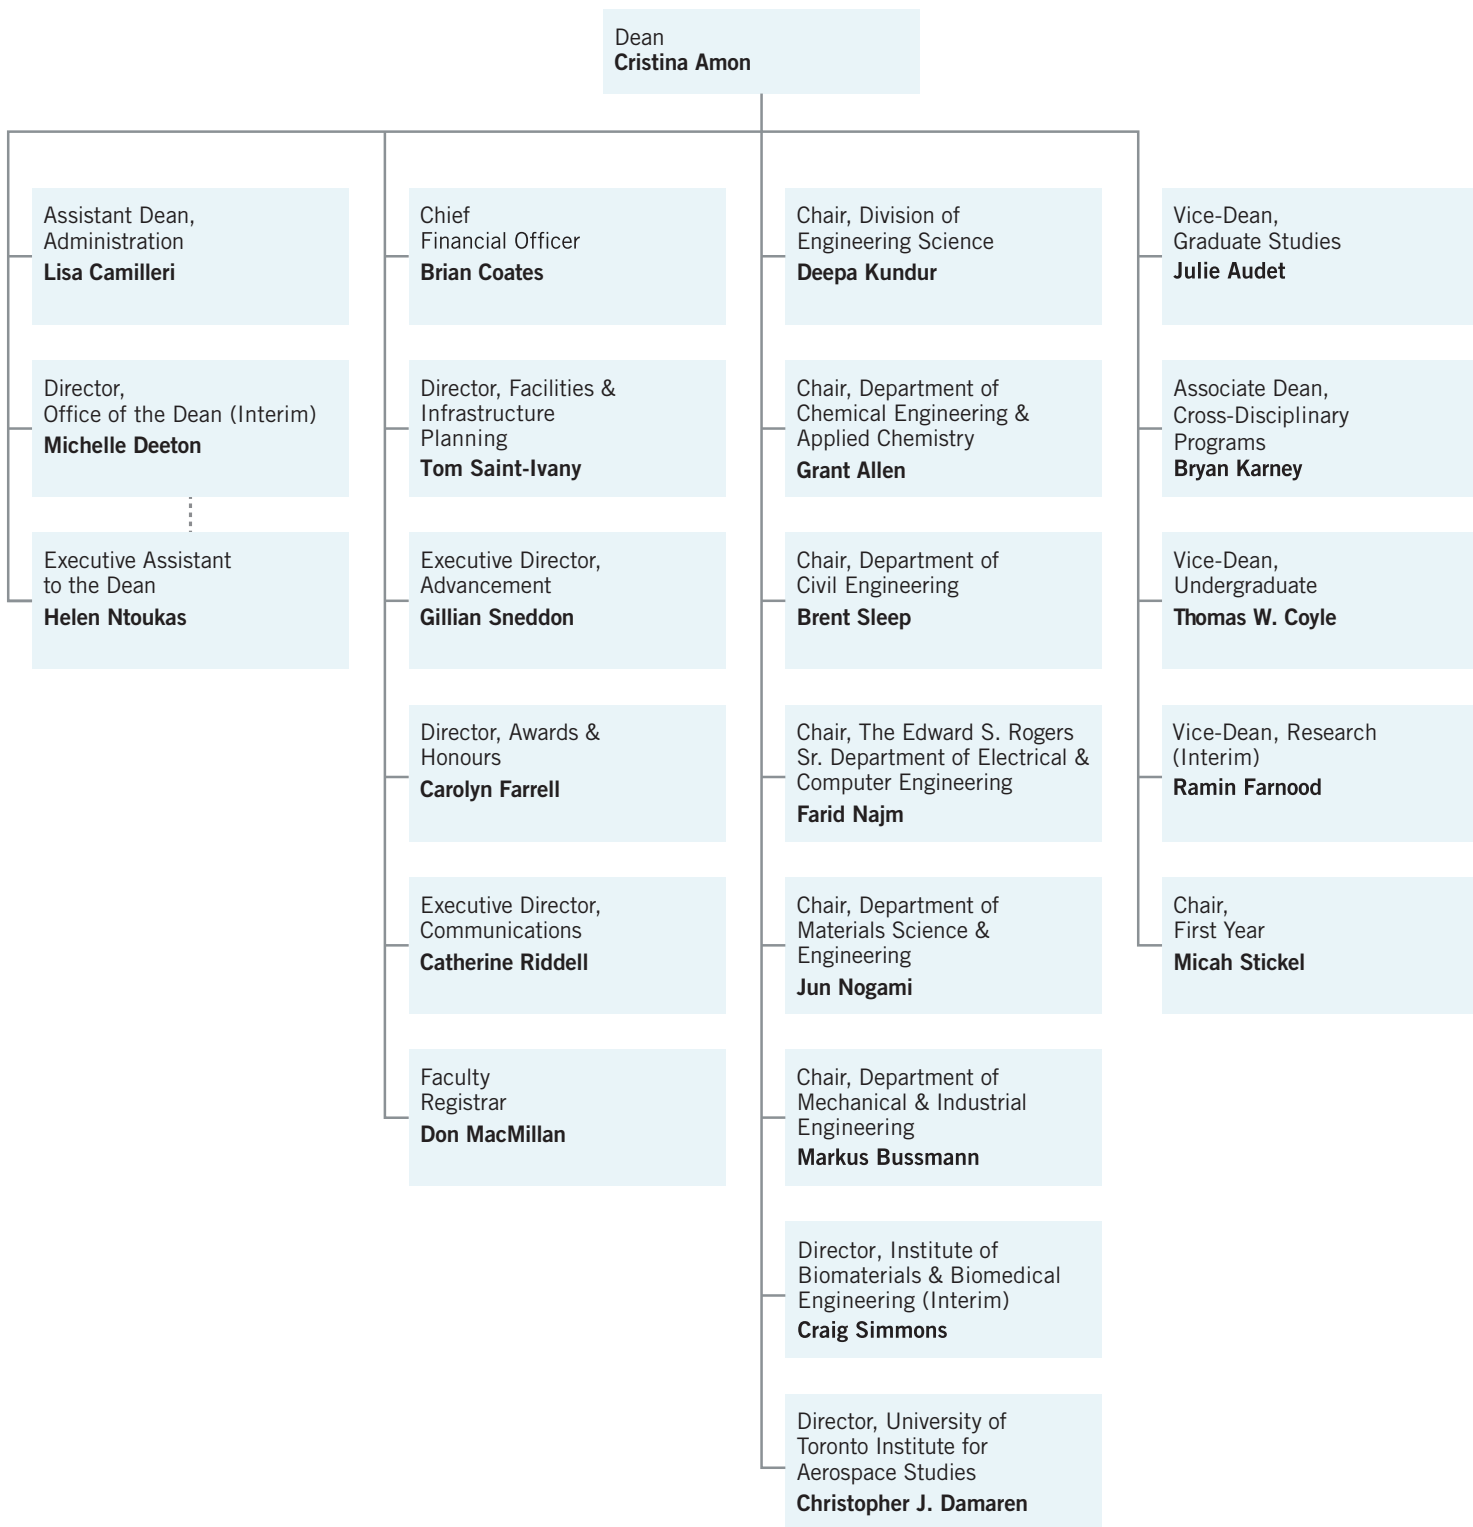 Dean
Cristina Amon
Assistant Dean,
Administration
Lisa Camilleri
Director,
Office of the Dean (Interim)
Michelle Deeton
Executive Assistant
to the Dean
Helen Ntoukas
Chief
Financial Officer
Brian Coates
Director, Facilities &
Infrastructure
Planning
Tom Saint-Ivany
Executive Director,
Advancement
Gillian Sneddon
Director, Awards &
Honours
Carolyn Farrell
Executive Director,
Communications
Catherine Riddell
Faculty
Registrar
Don MacMillan
Chair, Division of
Engineering Science
Deepa Kundur
Chair, Department of
Chemical Engineering &
Applied Chemistry
Grant Allen
Chair, Department of
Civil Engineering
Brent Sleep
Chair, The Edward S. Rogers
Sr. Department of Electrical &
Computer Engineering
Farid Najm
Chair, Department of
Materials Science &
Engineering
Jun Nogami
Chair, Department of
Mechanical & Industrial
Engineering
Markus Bussmann
Director, Institute of
Biomaterials & Biomedical
Engineering (Interim)
Craig Simmons
Director, University of
Toronto Institute for
Aerospace Studies
Christopher J. Damaren
Vice-Dean,
Graduate Studies
Julie Audet
Associate Dean,
Cross-Disciplinary
Programs
Bryan Karney
Vice-Dean,
Undergraduate
Thomas W. Coyle
Vice-Dean, Research
(Interim)
Ramin Farnood
Chair,
First Year
Micah Stickel